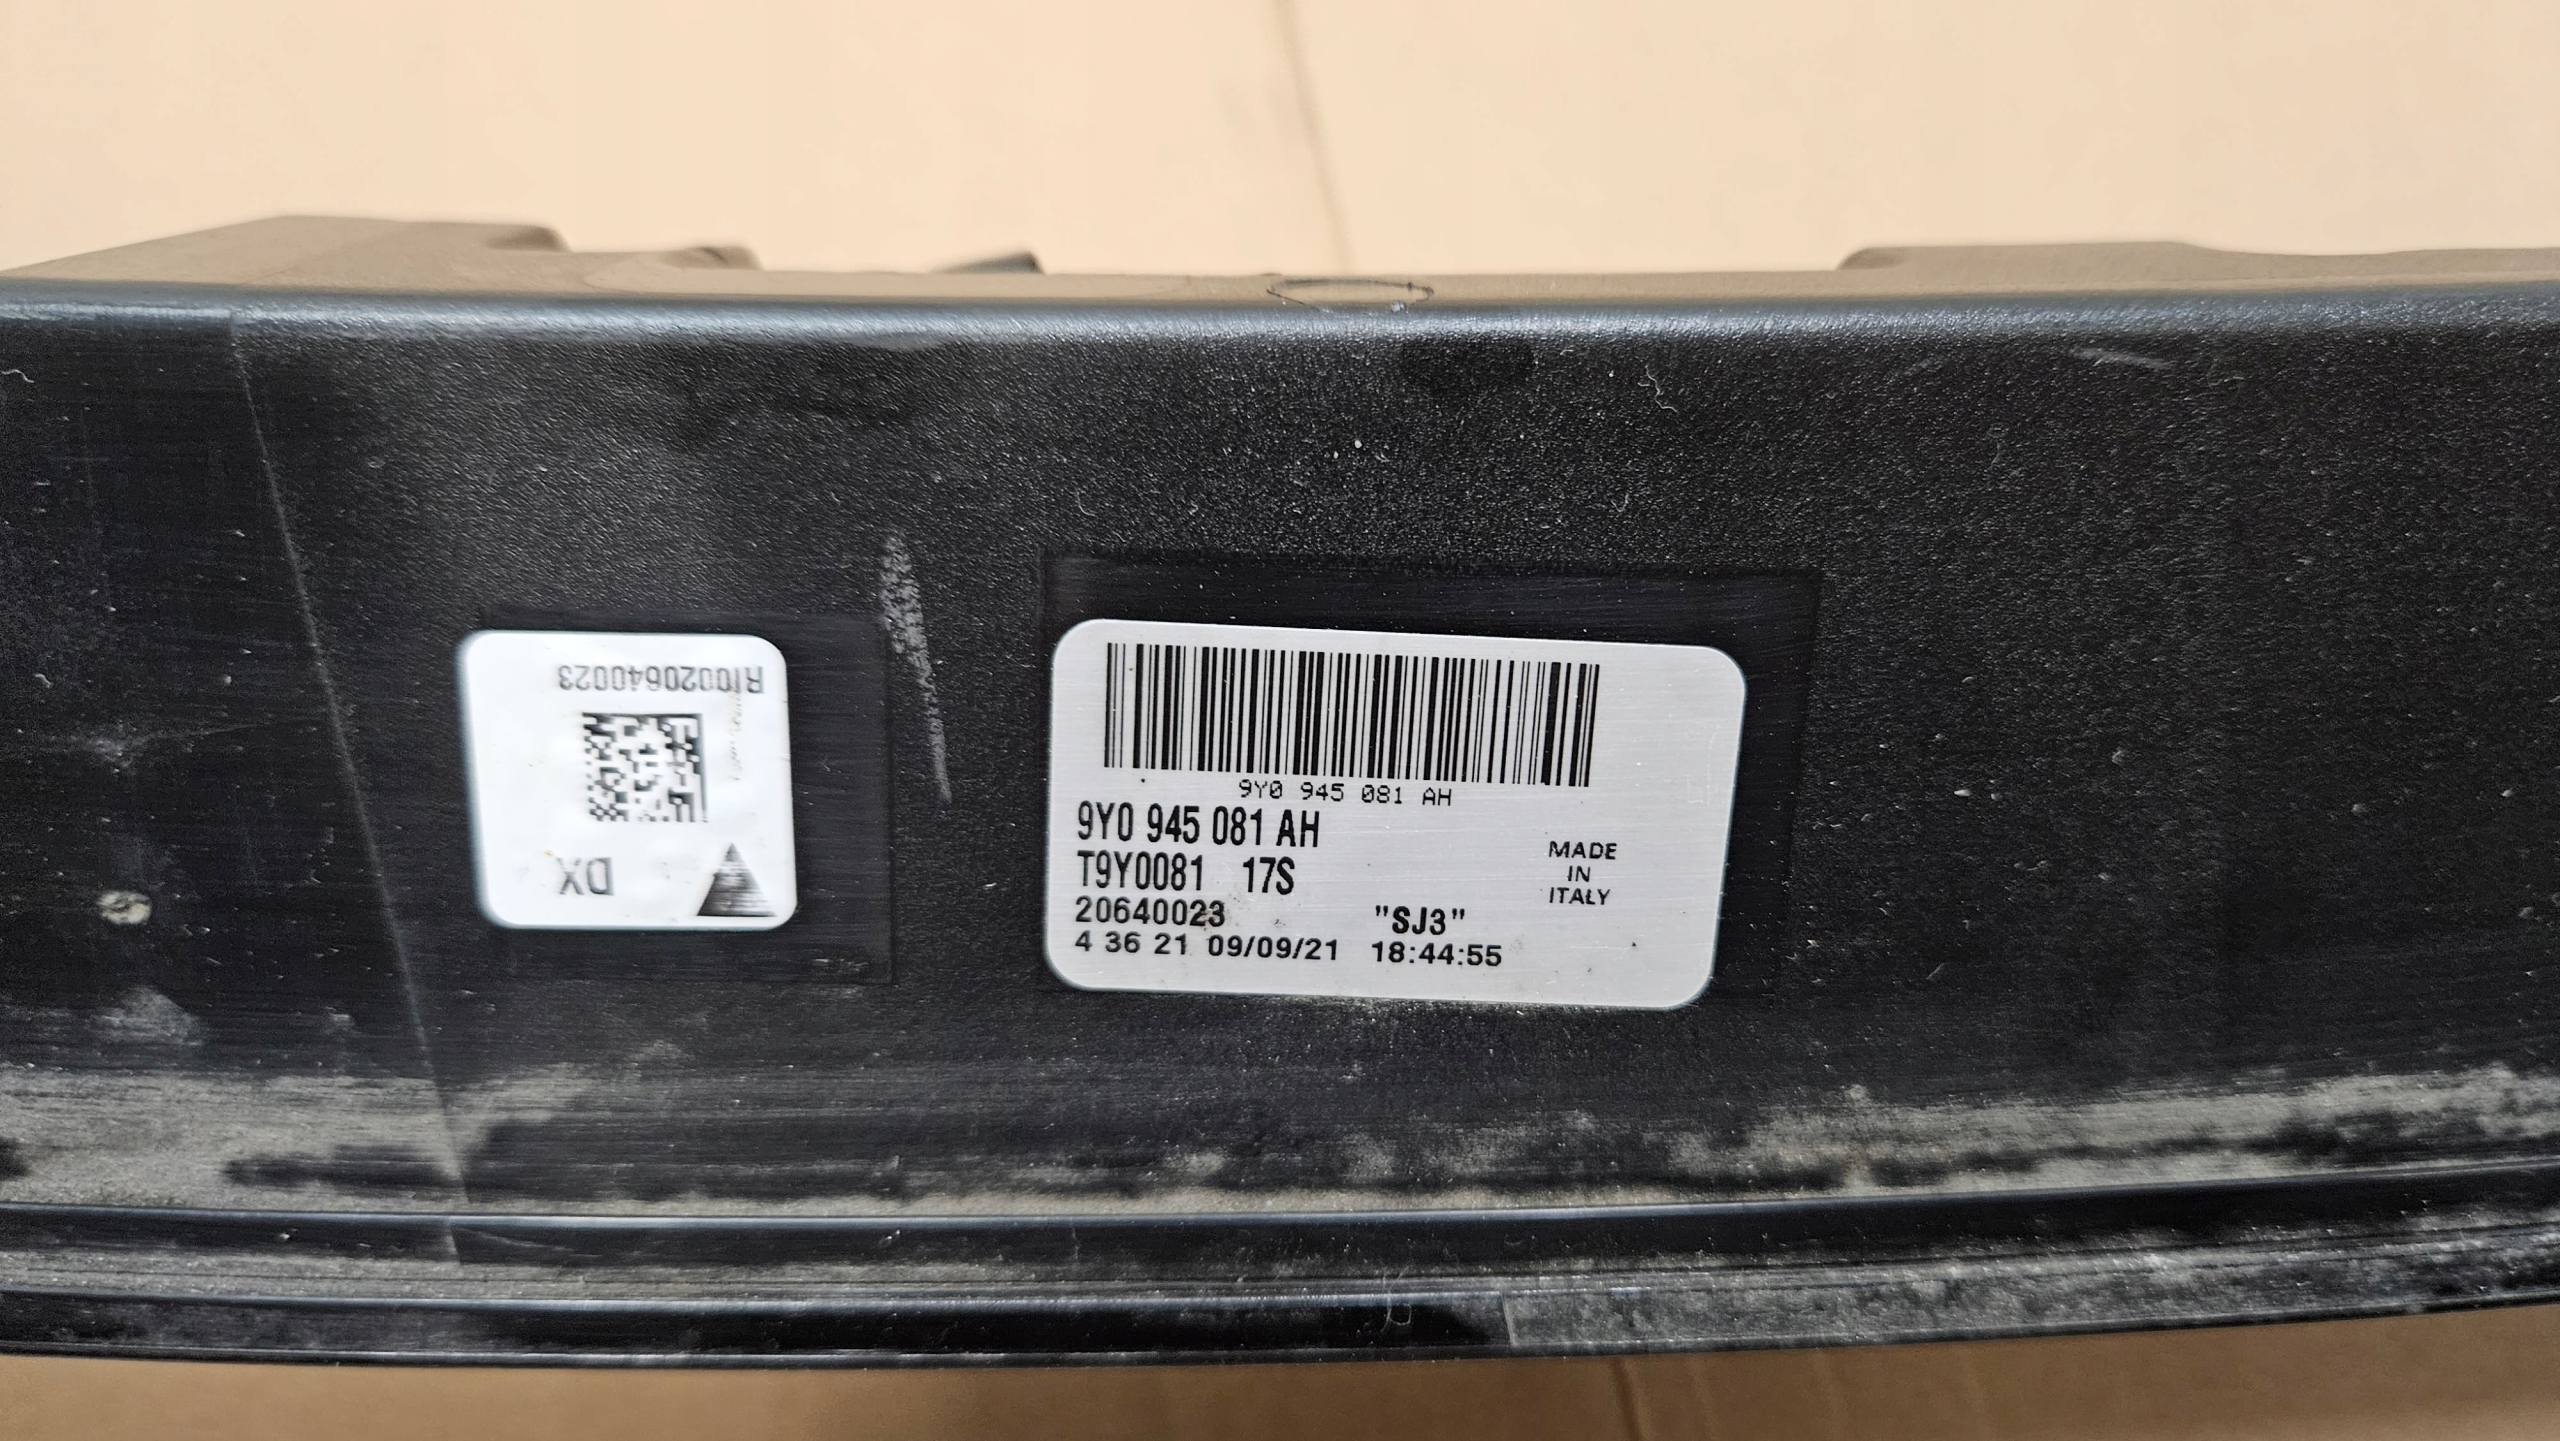 RI0020640023
DX
9Y0 945 081 AH
9Y0 945 081 AH
T9Y0081 17S
20640023 "SJ3"
4 36 21 09/09/21 18:44:55
MADE
IN
ITALY